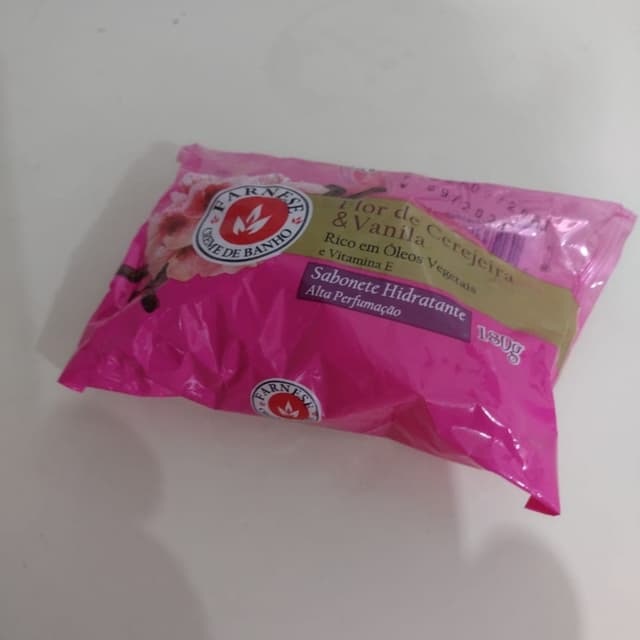 FARNESE
CREME DE BANHO
Flor de Cerejeira
& Vanila
Rico em Óleos Vegetais
e Vitamina E
Sabonete Hidratante
Alta Perfumação
180g
FARNESE